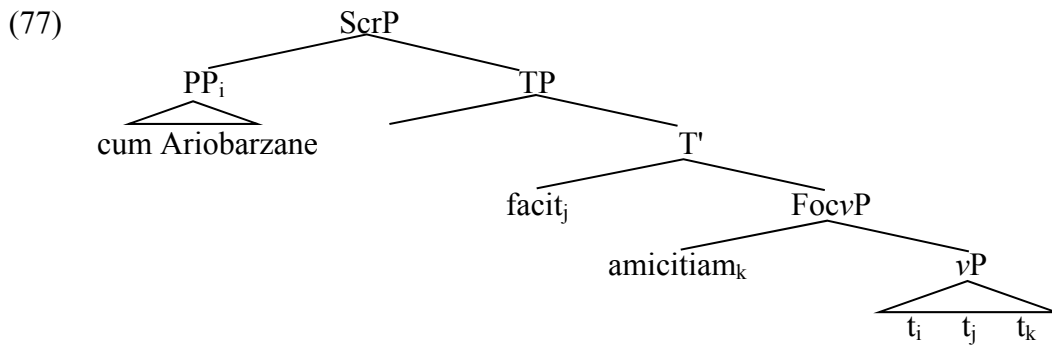 (77) ScrP
PPi TP
cum Ariobarzane T'
facitj FocvP
amicitiamk vP
ti tj tk